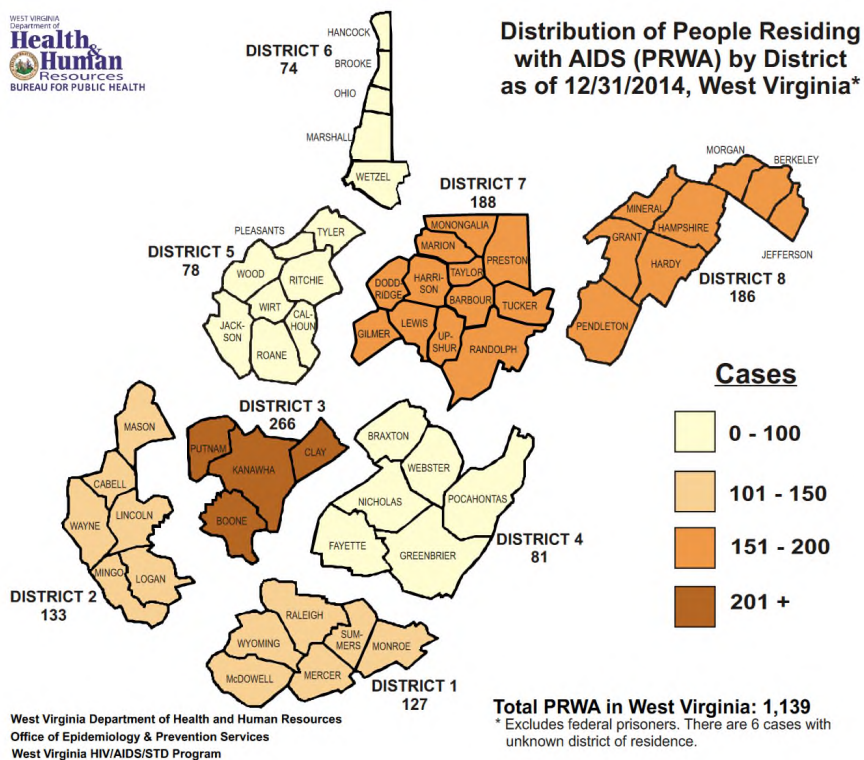 WEST VIRGINIA
Department of
Health
&
Human
Resources
BUREAU FOR PUBLIC HEALTH
Distribution of People Residing
with AIDS (PRWA) by District
as of 12/31/2014, West Virginia*
DISTRICT 6
74
HANCOCK
BROOKE
OHIO
MARSHALL
WETZEL
DISTRICT 7
188
MONONGALIA
MARION
PRESTON
TAYLOR
HARRI-
SON
DODD
RIDGE
BARBOUR
TUCKER
GILMER
LEWIS
UP-
SHUR
RANDOLPH
MORGAN
BERKELEY
JEFFERSON
MINERAL
HAMPSHIRE
GRANT
HARDY
PENDLETON
DISTRICT 8
186
DISTRICT 5
78
PLEASANTS
TYLER
WOOD
RITCHIE
WIRT
CAL-
HOUN
JACK-
SON
ROANE
Cases
0 - 100
101 - 150
151 - 200
201 +
DISTRICT 3
266
PUTNAM
KANAWHA
CLAY
BOONE
MASON
CABELL
LINCOLN
WAYNE
MINGO
LOGAN
DISTRICT 2
133
BRAXTON
WEBSTER
POCAHONTAS
NICHOLAS
FAYETTE
GREENBRIER
DISTRICT 4
81
RALEIGH
SUM-
MERS
MONROE
WYOMING
McDOWELL
MERCER
DISTRICT 1
127
Total PRWA in West Virginia: 1,139
* Excludes federal prisoners. There are 6 cases with
unknown district of residence.
West Virginia Department of Health and Human Resources
Office of Epidemiology & Prevention Services
West Virginia HIV/AIDS/STD Program